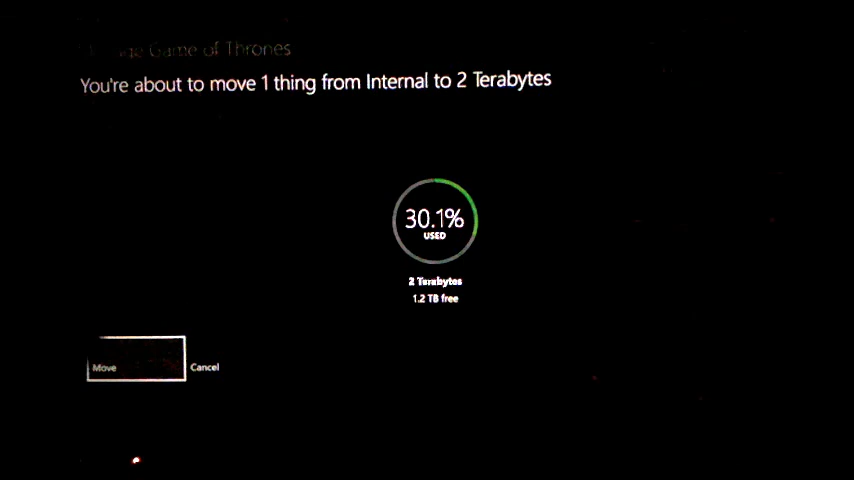 Game of Thrones
You're about to move 1 thing from Internal to 2 Terabytes
30.1%
USED
2 Terabytes
1.2 TB free
Move
Cancel